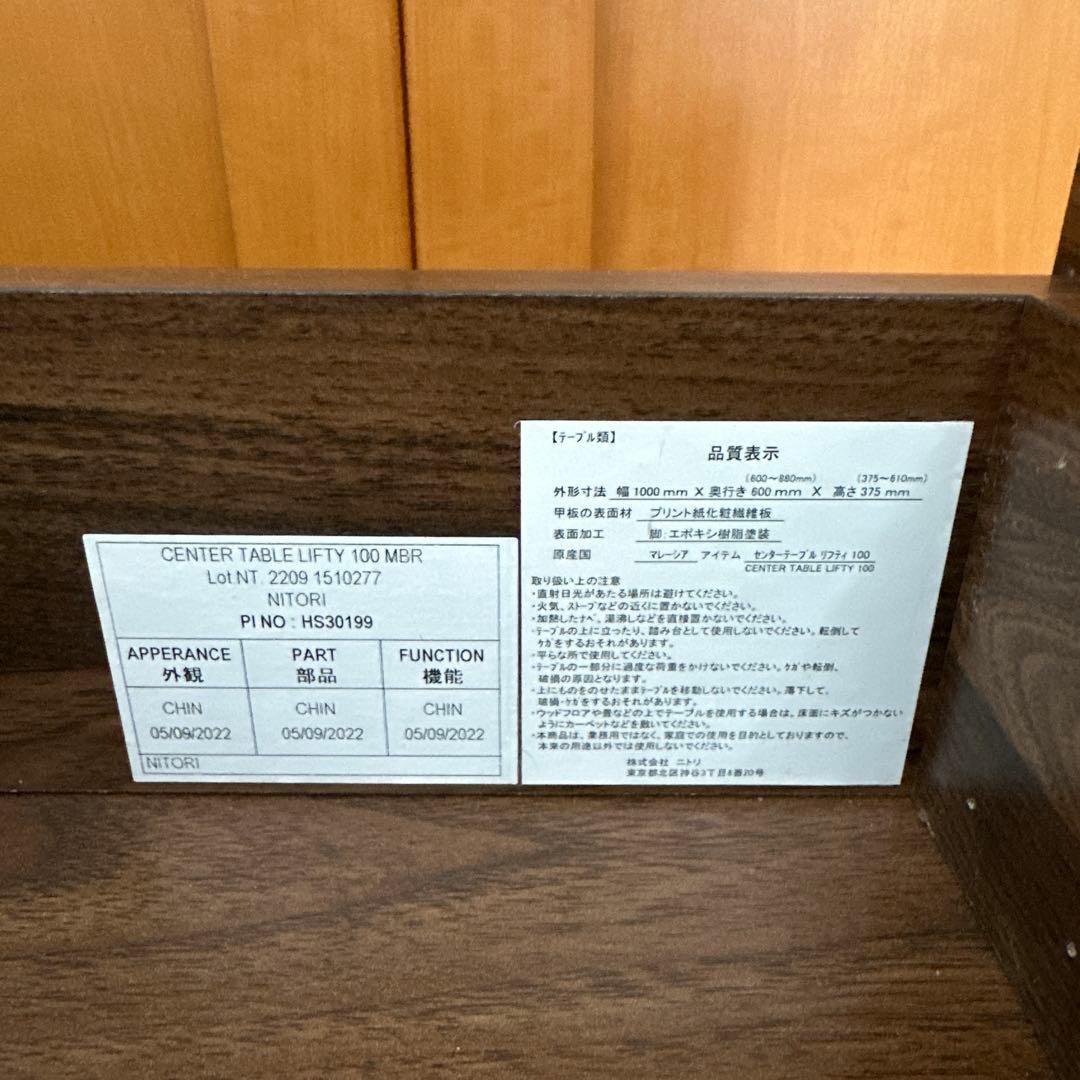 CENTER TABLE LIFTY 100 MBR
Lot NT. 2209 1510277
NITORI
PI NO : HS30199
APPERANCE PART FUNCTION
外観 部品 機能
CHIN CHIN CHIN
05/09/2022 05/09/2022 05/09/2022
NITORI
【テーブル類】
品質表示
(600～880mm) (375～610mm)
外形寸法 幅 1000 mm X 奥行き 600 mm X 高さ 375 mm
甲板の表面材 プリント紙化粧繊維板
表面加工 脚：エポキシ樹脂塗装
原産国 マレーシア アイテム センターテーブル リフティ 100
CENTER TABLE LIFTY 100
取り扱い上の注意
・直射日光があたる場所は避けてください。
・火気、ストーブなどの近くに置かないでください。
・加熱したナベ、湯沸しなどを直接置かないでください。
・テーブルの上に立ったり、踏み台として使用しないでください。転倒して
ケガをするおそれがあります。
・平らな所で使用してください。
・テーブルの一部分に過度な荷重をかけないでください。ケガや転倒、
破損の原因となります。
・上にものをのせたままテーブルを移動しないでください。落下して、
破損・ケガをするおそれがあります。
・ウッドフロアや畳などの上でテーブルを使用する場合は、床面にキズがつかない
ようにカーペットなどを敷いてください。
・本商品は、業務用ではなく、家庭での使用を目的としておりますので、
本来の用途以外では使用しないでください。
株式会社 ニトリ
東京都北区神谷3丁目6番20号